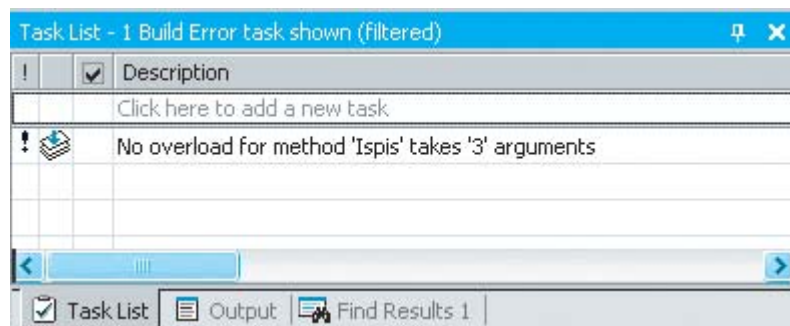 Task List - 1 Build Error task shown (filtered)
! Description
Click here to add a new task
! No overload for method 'Ispis' takes '3' arguments
Task List Output Find Results 1